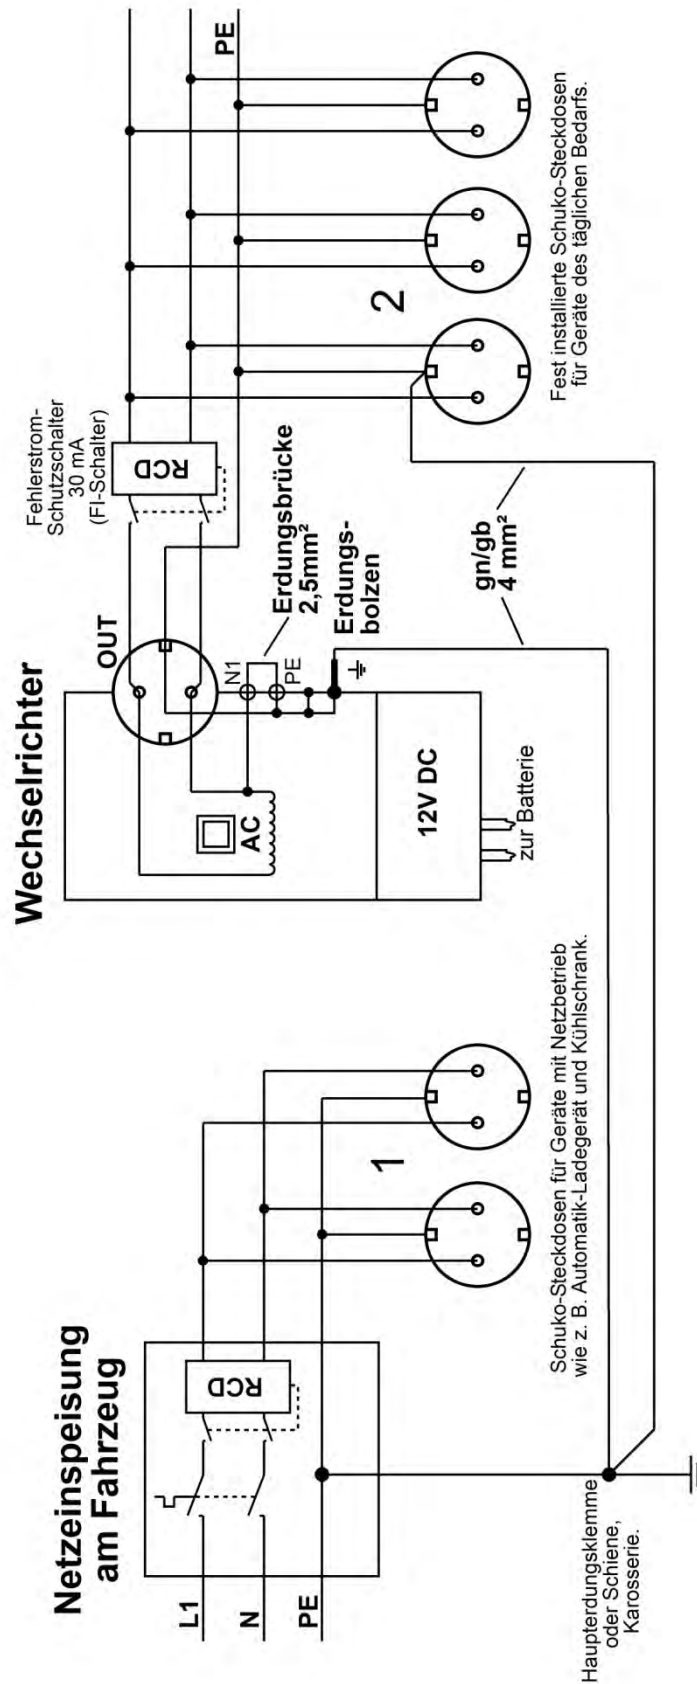 Netzeinspeisung
am Fahrzeug
L1
N
PE
RCD
1
Schuko-Steckdosen für Geräte mit Netzbetrieb
wie z. B. Automatik-Ladegerät und Kühlschrank.
Haupterdungsklemme
oder Schiene,
Karosserie.
Wechselrichter
OUT
AC
N1
PE
12V DC
zur Batterie
Erdungsbrücke
2,5mm²
Erdungs-
bolzen
gn/gb
4 mm²
Fehlerstrom-
Schutzschalter
30 mA
(FI-Schalter)
RCD
PE
2
Fest installierte Schuko-Steckdosen
für Geräte des täglichen Bedarfs.